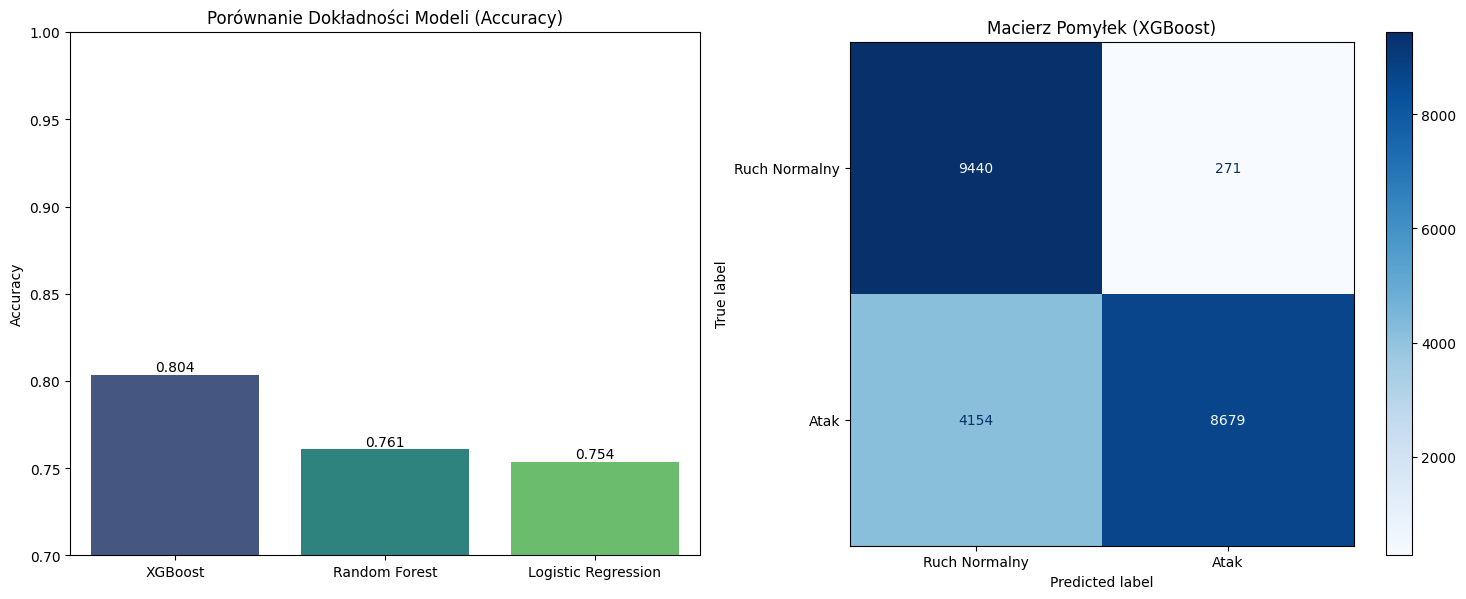 Porównanie Dokładności Modeli (Accuracy)
1.00
0.95
0.90
0.85
0.80
0.75
0.70
Accuracy
0.804
0.761
0.754
XGBoost
Random Forest
Logistic Regression
Macierz Pomyłek (XGBoost)
True label
Ruch Normalny
Atak
9440
271
4154
8679
Ruch Normalny
Atak
Predicted label
8000
6000
4000
2000